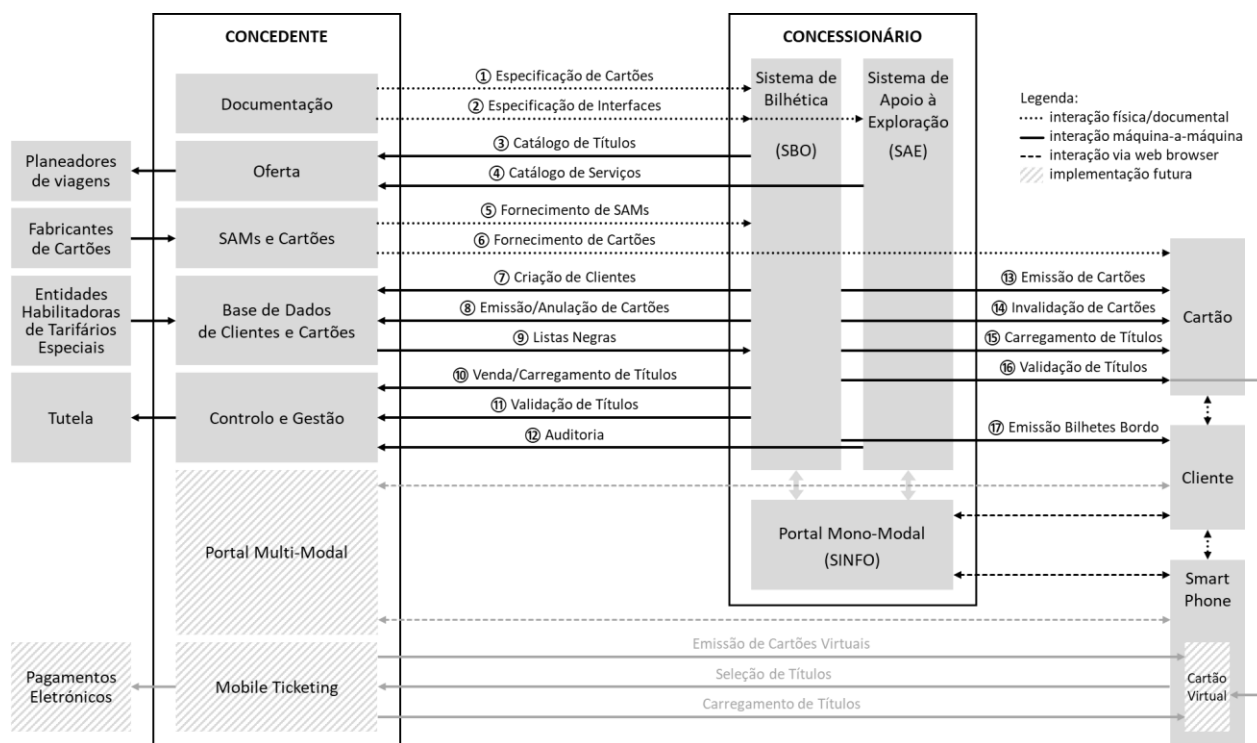 CONCEDENTE
CONCESSIONÁRIO
Documentação
① Especificação de Cartões
② Especificação de Interfaces
Sistema de
Bilhética
(SBO)
Sistema de
Apoio à
Exploração
(SAE)
Legenda:
interação física/documental
interação máquina-a-máquina
interação via web browser
implementação futura
Planeadores
de viagens
Oferta
③ Catálogo de Títulos
④ Catálogo de Serviços
Fabricantes
de Cartões
SAMs e Cartões
⑤ Fornecimento de SAMs
⑥ Fornecimento de Cartões
Entidades
Habilitadoras
de Tarifários
Especiais
Base de Dados
de Clientes e Cartões
⑦ Criação de Clientes
⑧ Emissão/Anulação de Cartões
⑨ Listas Negras
⑬ Emissão de Cartões
⑭ Invalidação de Cartões
⑮ Carregamento de Títulos
⑯ Validação de Títulos
Cartão
Tutela
Controlo e Gestão
⑩ Venda/Carregamento de Títulos
⑪ Validação de Títulos
⑫ Auditoria
⑰ Emissão Bilhetes Bordo
Cliente
Portal Multi-Modal
Portal Mono-Modal
(SINFO)
Smart
Phone
Pagamentos
Eletrónicos
Mobile Ticketing
Emissão de Cartões Virtuais
Seleção de Títulos
Carregamento de Títulos
Cartão
Virtual